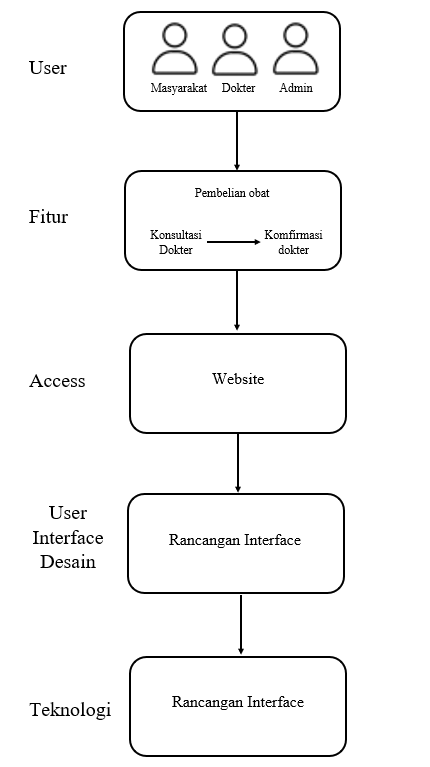 User
Masyarakat Dokter Admin
Fitur
Pembelian obat
Konsultasi
Dokter
Komfirmasi
dokter
Access
Website
User
Interface
Desain
Rancangan Interface
Teknologi
Rancangan Interface